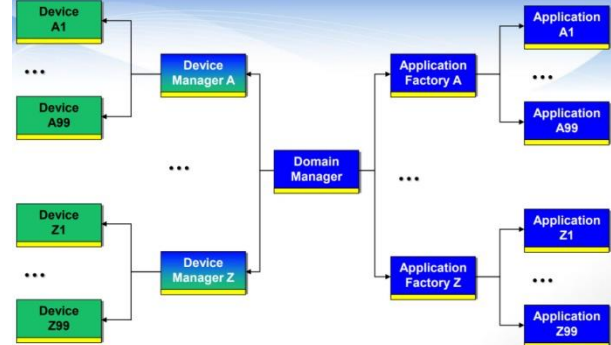 Device
A1
...
Device
A99
Device
Manager A
...
Device
Z1
...
Device
Z99
Device
Manager Z
Domain
Manager
Application
Factory A
...
Application
Factory Z
Application
A1
...
Application
A99
Application
Z1
...
Application
Z99